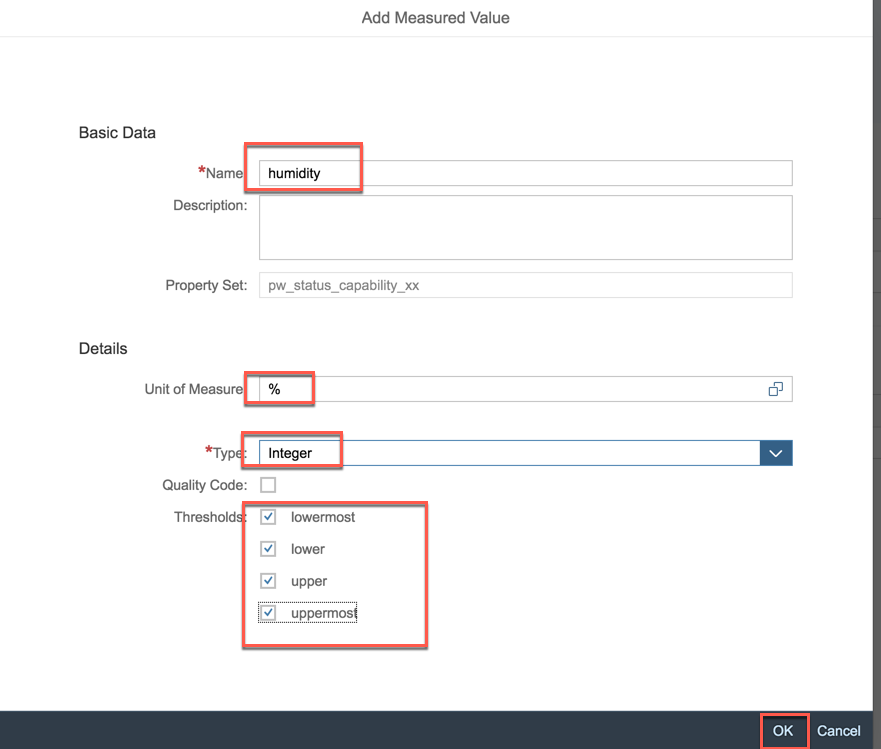 Add Measured Value
Basic Data
*Name
humidity
Description:
Property Set:
pw_status_capability_xx
Details
Unit of Measure
%
*Type:
Integer
Quality Code:
Thresholds:
lowermost
lower
upper
uppermost
OK
Cancel